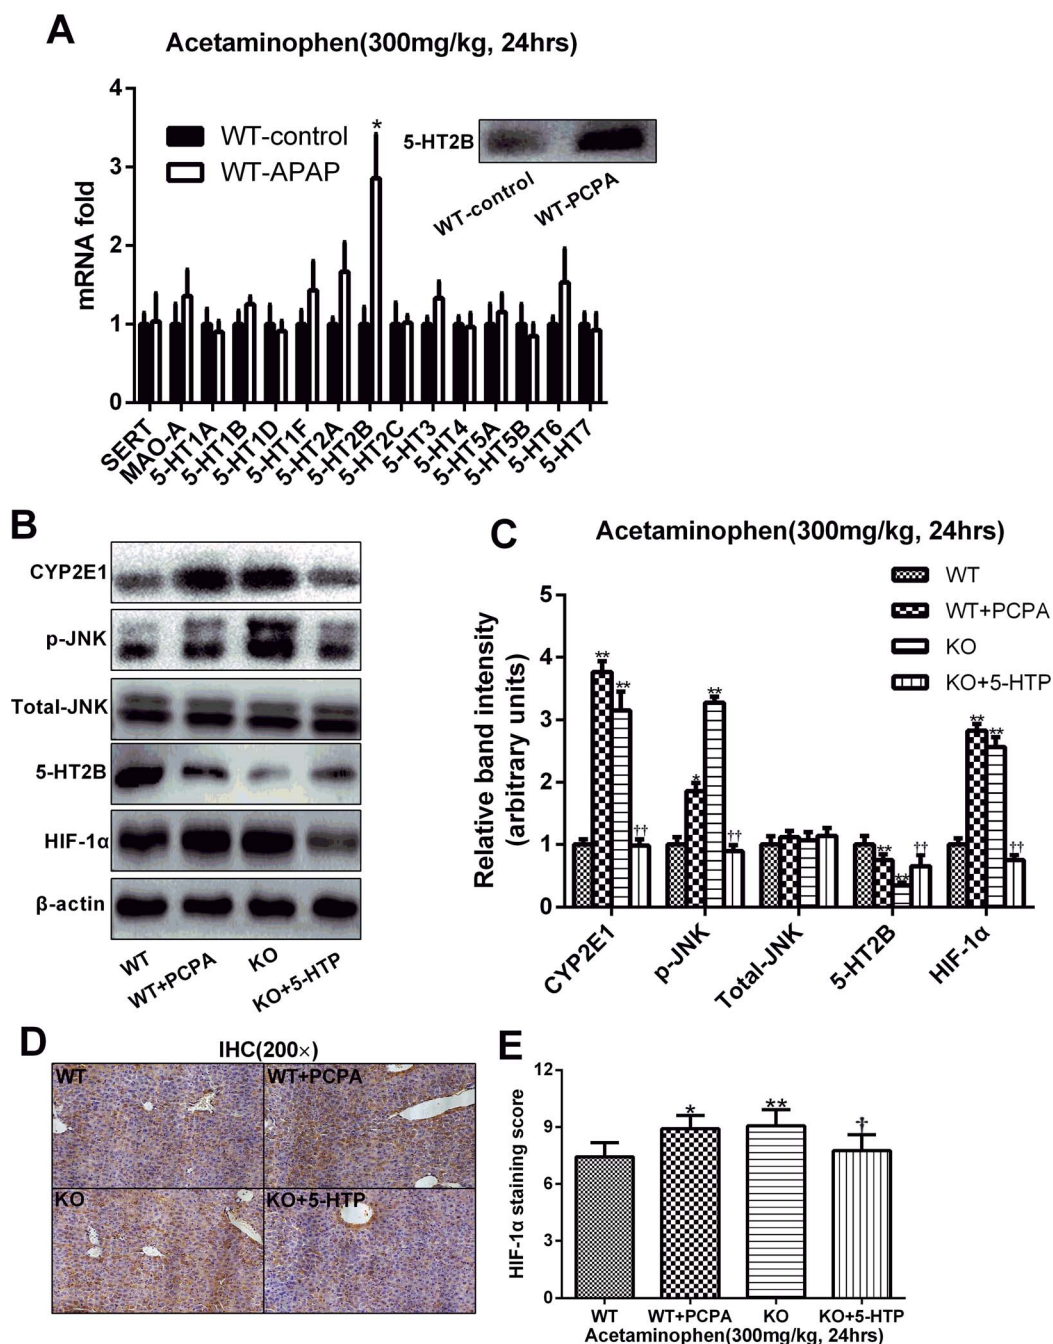 A
Acetaminophen(300mg/kg, 24hrs)
mRNA fold
4
3
2
1
0
WT-control
WT-APAP
*
5-HT2B
WT-control
WT-PCPA
SERT
MAO-A
5-HT1A
5-HT1B
5-HT1D
5-HT1F
5-HT2A
5-HT2B
5-HT2C
5-HT3
5-HT4
5-HT5A
5-HT5B
5-HT6
5-HT7
B
CYP2E1
p-JNK
Total-JNK
5-HT2B
HIF-1α
β-actin
WT
WT+PCPA
KO
KO+5-HTP
C
Acetaminophen(300mg/kg, 24hrs)
WT
WT+PCPA
KO
KO+5-HTP
Relative band intensity
(arbitrary units)
5
4
3
2
1
0
**
**
††
*
**
††
**
**
††
**
**
††
CYP2E1
p-JNK
Total-JNK
5-HT2B
HIF-1α
D
IHC(200×)
WT
WT+PCPA
KO
KO+5-HTP
E
HIF-1α staining score
12
9
6
3
0
*
**
†
WT
WT+PCPA
KO
KO+5-HTP
Acetaminophen(300mg/kg, 24hrs)